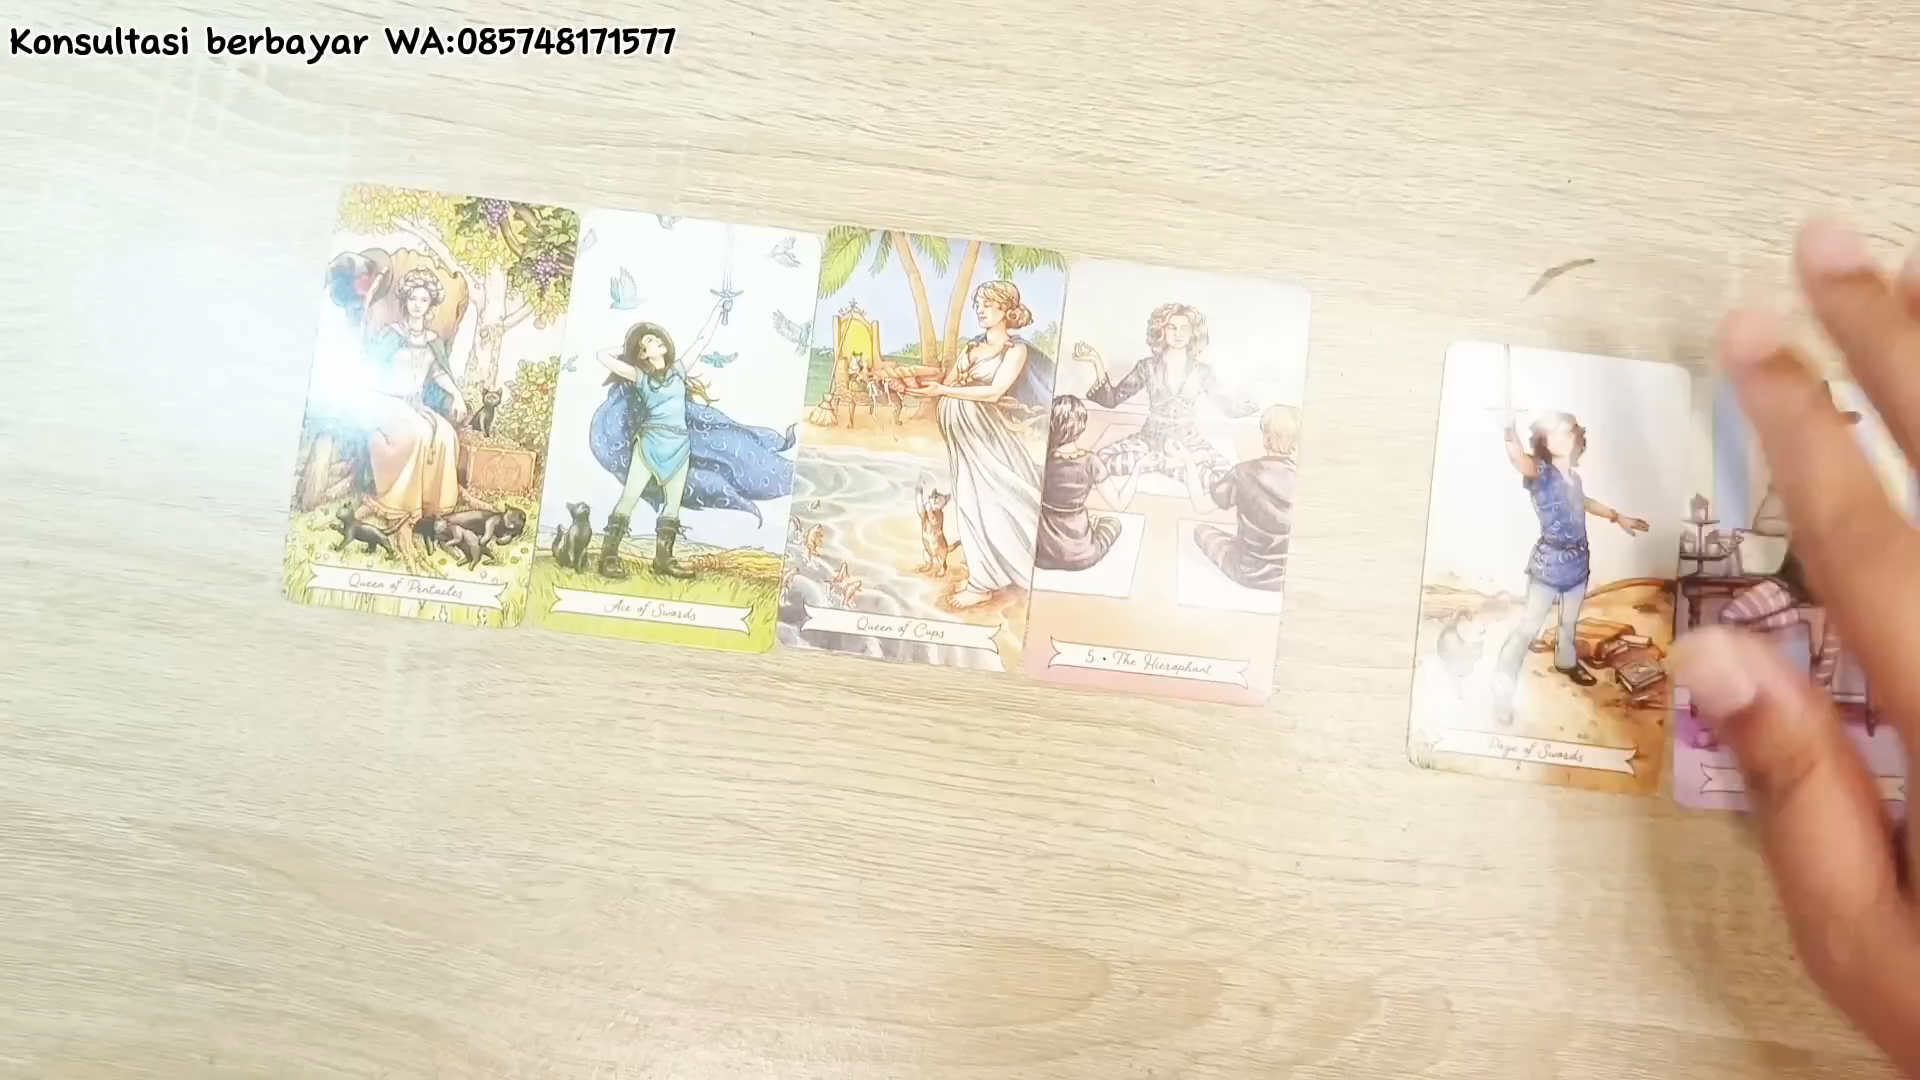 Konsultasi berbayar WA:085748171577
Queen of Pentacles
Ace of Swords
Queen of Cups
5 • The Hierophant
Page of Swords